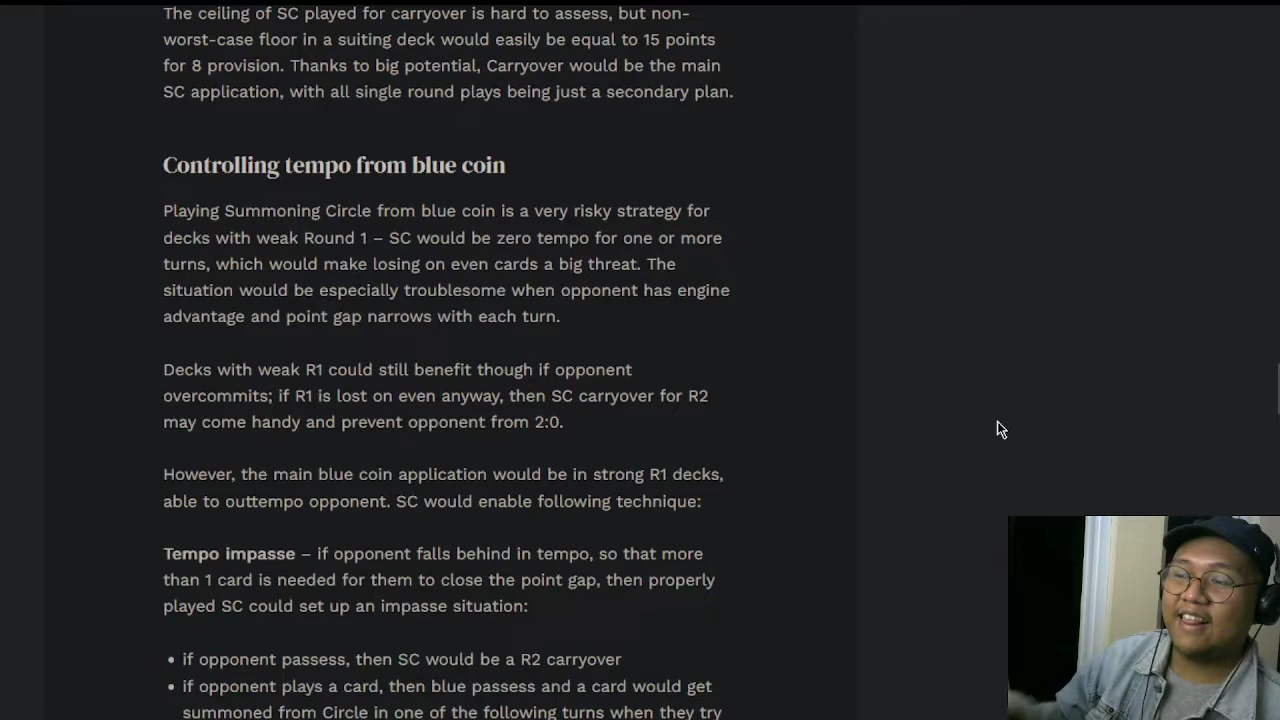 The ceiling of SC played for carryover is hard to assess, but non-
worst-case floor in a suiting deck would easily be equal to 15 points
for 8 provision. Thanks to big potential, Carryover would be the main
SC application, with all single round plays being just a secondary plan.
Controlling tempo from blue coin
Playing Summoning Circle from blue coin is a very risky strategy for
decks with weak Round 1 – SC would be zero tempo for one or more
turns, which would make losing on even cards a big threat. The
situation would be especially troublesome when opponent has engine
advantage and point gap narrows with each turn.
Decks with weak R1 could still benefit though if opponent
overcommits; if R1 is lost on even anyway, then SC carryover for R2
may come handy and prevent opponent from 2:0.
However, the main blue coin application would be in strong R1 decks,
able to outtempo opponent. SC would enable following technique:
Tempo impasse – if opponent falls behind in tempo, so that more
than 1 card is needed for them to close the point gap, then properly
played SC could set up an impasse situation:
• if opponent passess, then SC would be a R2 carryover
• if opponent plays a card, then blue passess and a card would get
summoned from Circle in one of the following turns when they try